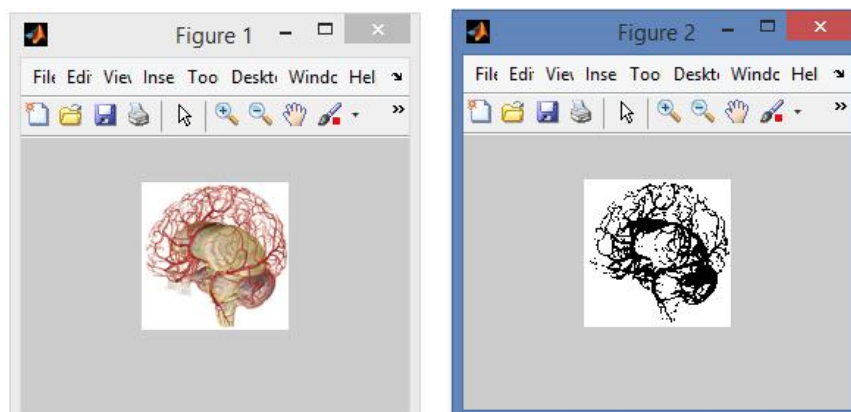 Figure 1
File Edi Viev Inse Too Deskt Windc Hel
Figure 2
File Edi Viev Inse Too Deskt Windc Hel